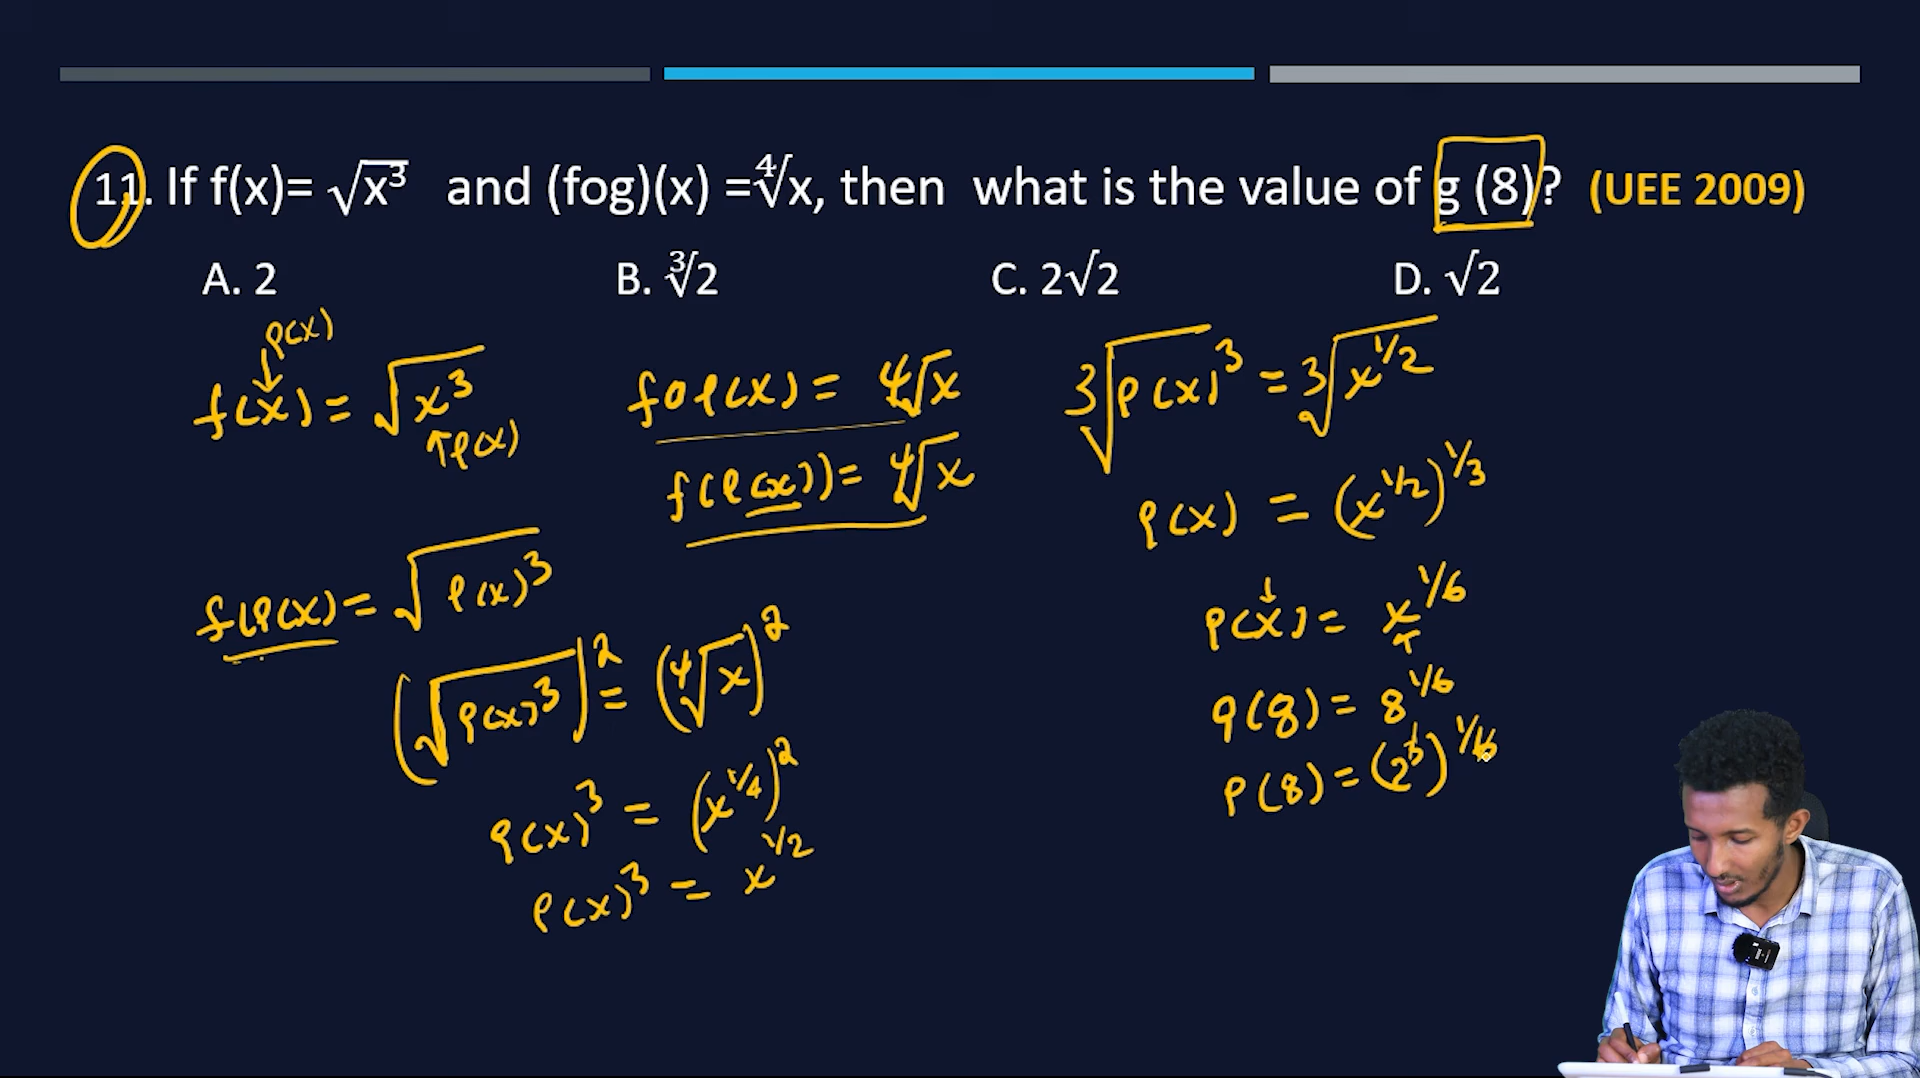 11. If f(x)= √x³ and (fog)(x) =∜x, then what is the value of g (8)? (UEE 2009)
A. 2 B. ∛2 C. 2√2 D. √2
g(x)
f(x) = √x³
↑g(x)
f(g(x) = √g(x)³
(√g(x)³)² = (∜x)²
g(x)³ = (x^1/4)²
g(x)³ = x^1/2
fog(x) = ∜x
f(g(x)) = ∜x
∛g(x)³ = ∛x^1/2
g(x) = (x^1/2)^1/3
g(x) = x^1/6
g(8) = 8^1/6
g(8) = (2³)^1/6